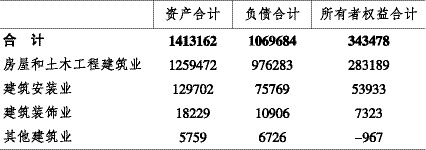 资产合计 负债合计 所有者权益合计
合 计 1413162 1069684 343478
房屋和土木工程建筑业 1259472 976283 283189
建筑安装业 129702 75769 53933
建筑装饰业 18229 10906 7323
其他建筑业 5759 6726 -967